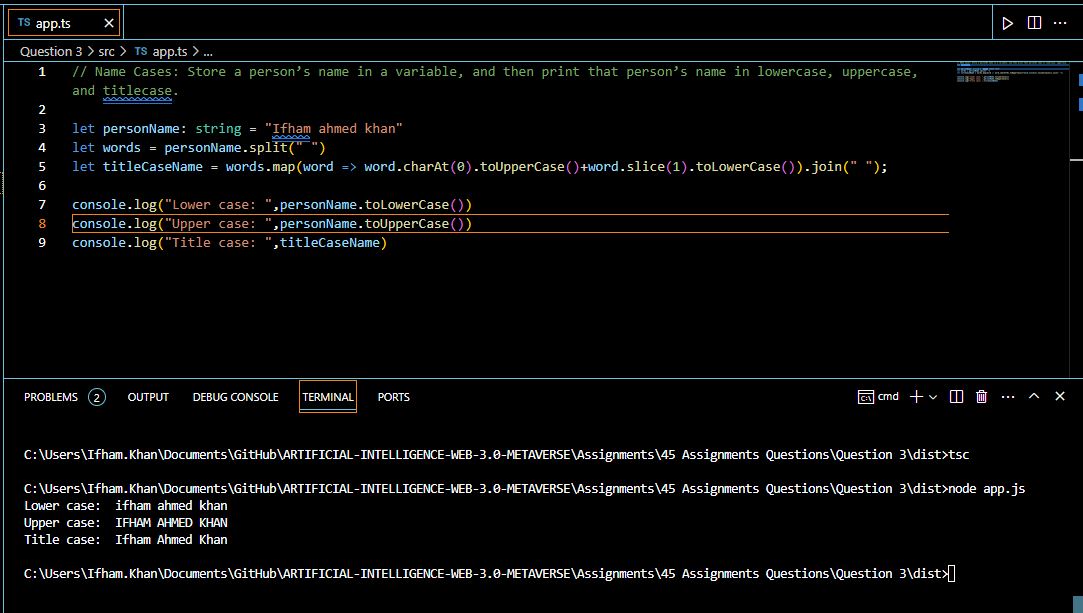 TS app.ts ×
Question 3 > src > TS app.ts > ...
1 // Name Cases: Store a person’s name in a variable, and then print that person’s name in lowercase, uppercase,
and titlecase.
2
3 let personName: string = "Ifham ahmed khan"
4 let words = personName.split(" ")
5 let titleCaseName = words.map(word => word.charAt(0).toUpperCase()+word.slice(1).toLowerCase()).join(" ");
6
7 console.log("Lower case: ",personName.toLowerCase())
8 console.log("Upper case: ",personName.toUpperCase())
9 console.log("Title case: ",titleCaseName)
PROBLEMS 2 OUTPUT DEBUG CONSOLE TERMINAL PORTS cmd
C:\Users\Ifham.Khan\Documents\GitHub\ARTIFICIAL-INTELLIGENCE-WEB-3.0-METAVERSE\Assignments\45 Assignments Questions\Question 3\dist>tsc
C:\Users\Ifham.Khan\Documents\GitHub\ARTIFICIAL-INTELLIGENCE-WEB-3.0-METAVERSE\Assignments\45 Assignments Questions\Question 3\dist>node app.js
Lower case:  ifham ahmed khan
Upper case:  IFHAM AHMED KHAN
Title case:  Ifham Ahmed Khan
C:\Users\Ifham.Khan\Documents\GitHub\ARTIFICIAL-INTELLIGENCE-WEB-3.0-METAVERSE\Assignments\45 Assignments Questions\Question 3\dist>